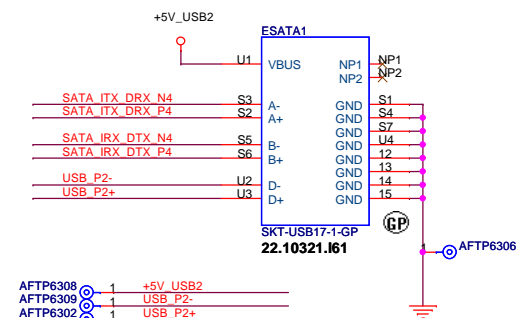 +5V_USB2
ESATA1
U1 VBUS NP1 NP1
NP2 NP2
SATA_ITX_DRX_N4 S3 A- GND S1
SATA_ITX_DRX_P4 S2 A+ GND S4
GND S7
SATA_IRX_DTX_N4 S5 B- GND U4
SATA_IRX_DTX_P4 S6 B+ GND 12
GND 13
USB_P2- U2 D- GND 14
USB_P2+ U3 D+ GND 15
GP
SKT-USB17-1-GP
22.10321.I61
1 AFTP6306
AFTP6308 1 +5V_USB2
AFTP6309 1 USB_P2-
AFTP6302 1 USB_P2+